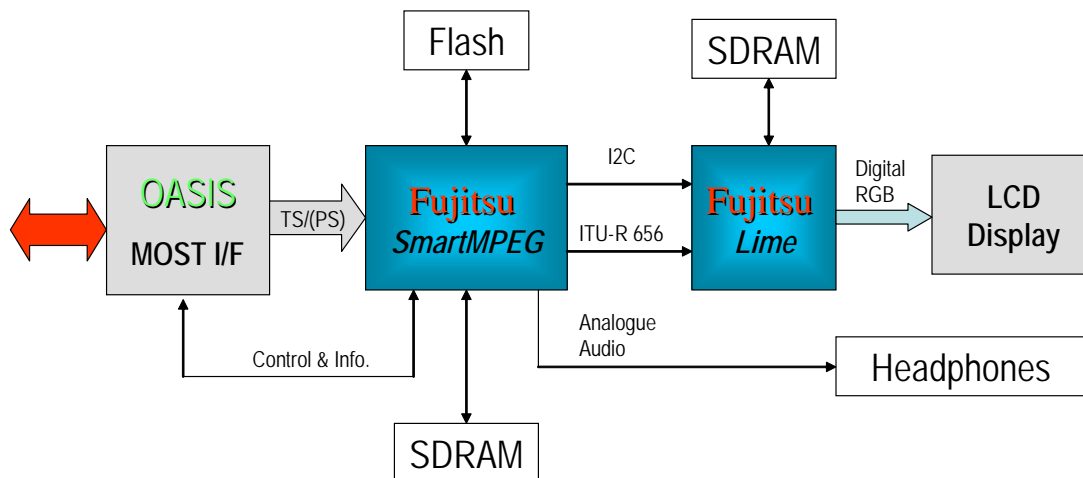 Flash
SDRAM
OASIS
MOST I/F
TS/(PS)
Fujitsu
SmartMPEG
I2C
ITU-R 656
Fujitsu
Lime
Digital
RGB
LCD
Display
Control & Info.
Analogue
Audio
Headphones
SDRAM